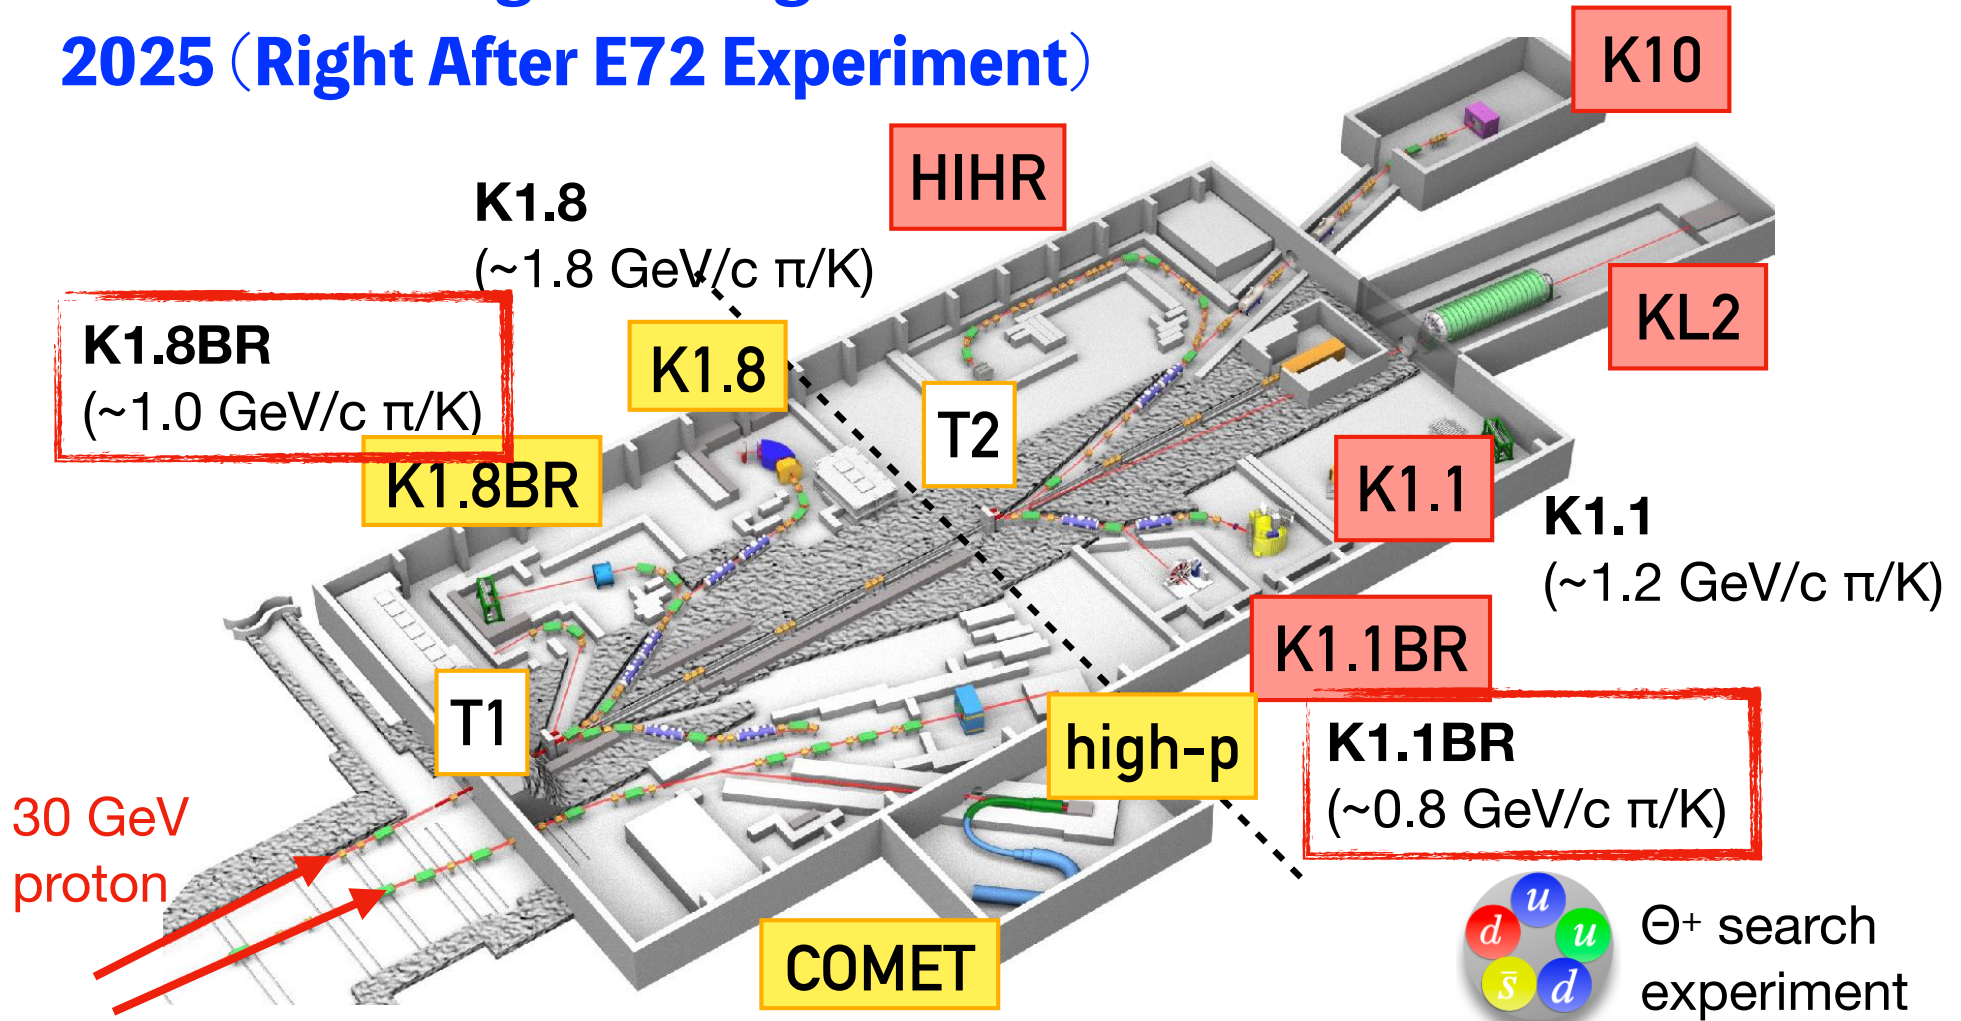 2025（Right After E72 Experiment）
K10
HIHR
K1.8
(~1.8 GeV/c π/K)
KL2
K1.8BR
(~1.0 GeV/c π/K)
K1.8
T2
K1.8BR
K1.1
K1.1
(~1.2 GeV/c π/K)
K1.1BR
T1
high-p
K1.1BR
(~0.8 GeV/c π/K)
30 GeV
proton
COMET
u
d u
s̄ d
Θ+ search
experiment